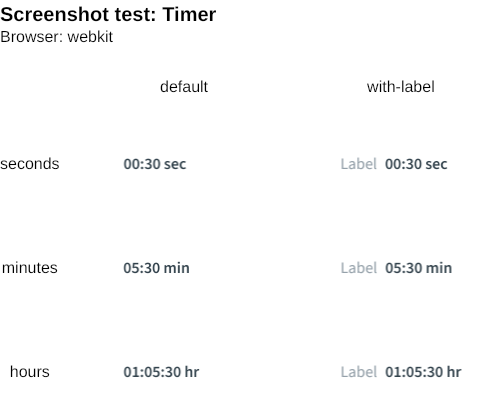 Screenshot test: Timer
Browser: webkit
default with-label
seconds 00:30 sec Label 00:30 sec
minutes 05:30 min Label 05:30 min
hours 01:05:30 hr Label 01:05:30 hr